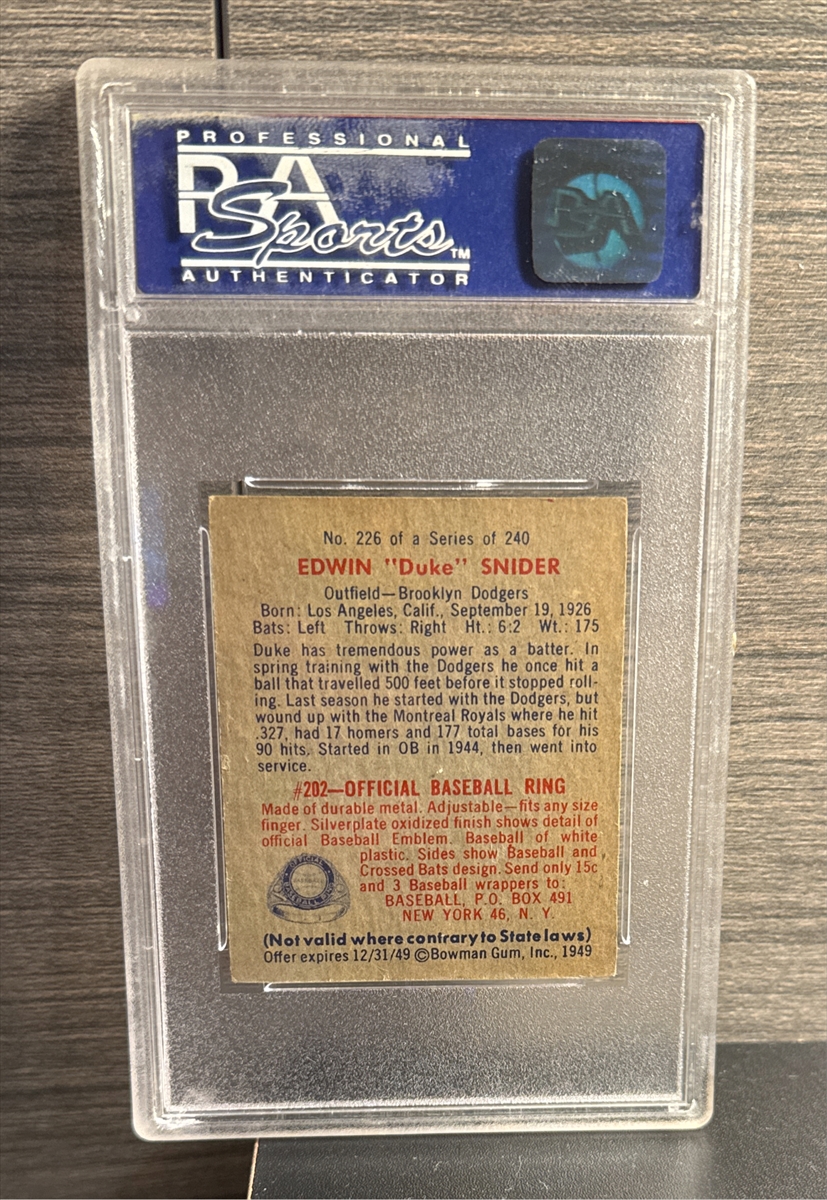 PROFESSIONAL
PSA
Sports™
AUTHENTICATOR
PSA
No. 226 of a Series of 240
EDWIN "Duke" SNIDER
Outfield—Brooklyn Dodgers
Born: Los Angeles, Calif., September 19, 1926
Bats: Left Throws: Right Ht.: 6:2 Wt.: 175
Duke has tremendous power as a batter. In
spring training with the Dodgers he once hit a
ball that travelled 500 feet before it stopped roll-
ing. Last season he started with the Dodgers, but
wound up with the Montreal Royals where he hit
.327, had 17 homers and 177 total bases for his
90 hits. Started in OB in 1944, then went into
service.
#202—OFFICIAL BASEBALL RING
Made of durable metal. Adjustable—fits any size
finger. Silverplate oxidized finish shows detail of
official Baseball Emblem. Baseball of white
plastic. Sides show Baseball and
Crossed Bats design. Send only 15c
and 3 Baseball wrappers to:
BASEBALL, P.O. BOX 491
NEW YORK 46, N. Y.
OFFICIAL
BASEBALL RING
(Not valid where contrary to State laws)
Offer expires 12/31/49 ©Bowman Gum, Inc., 1949